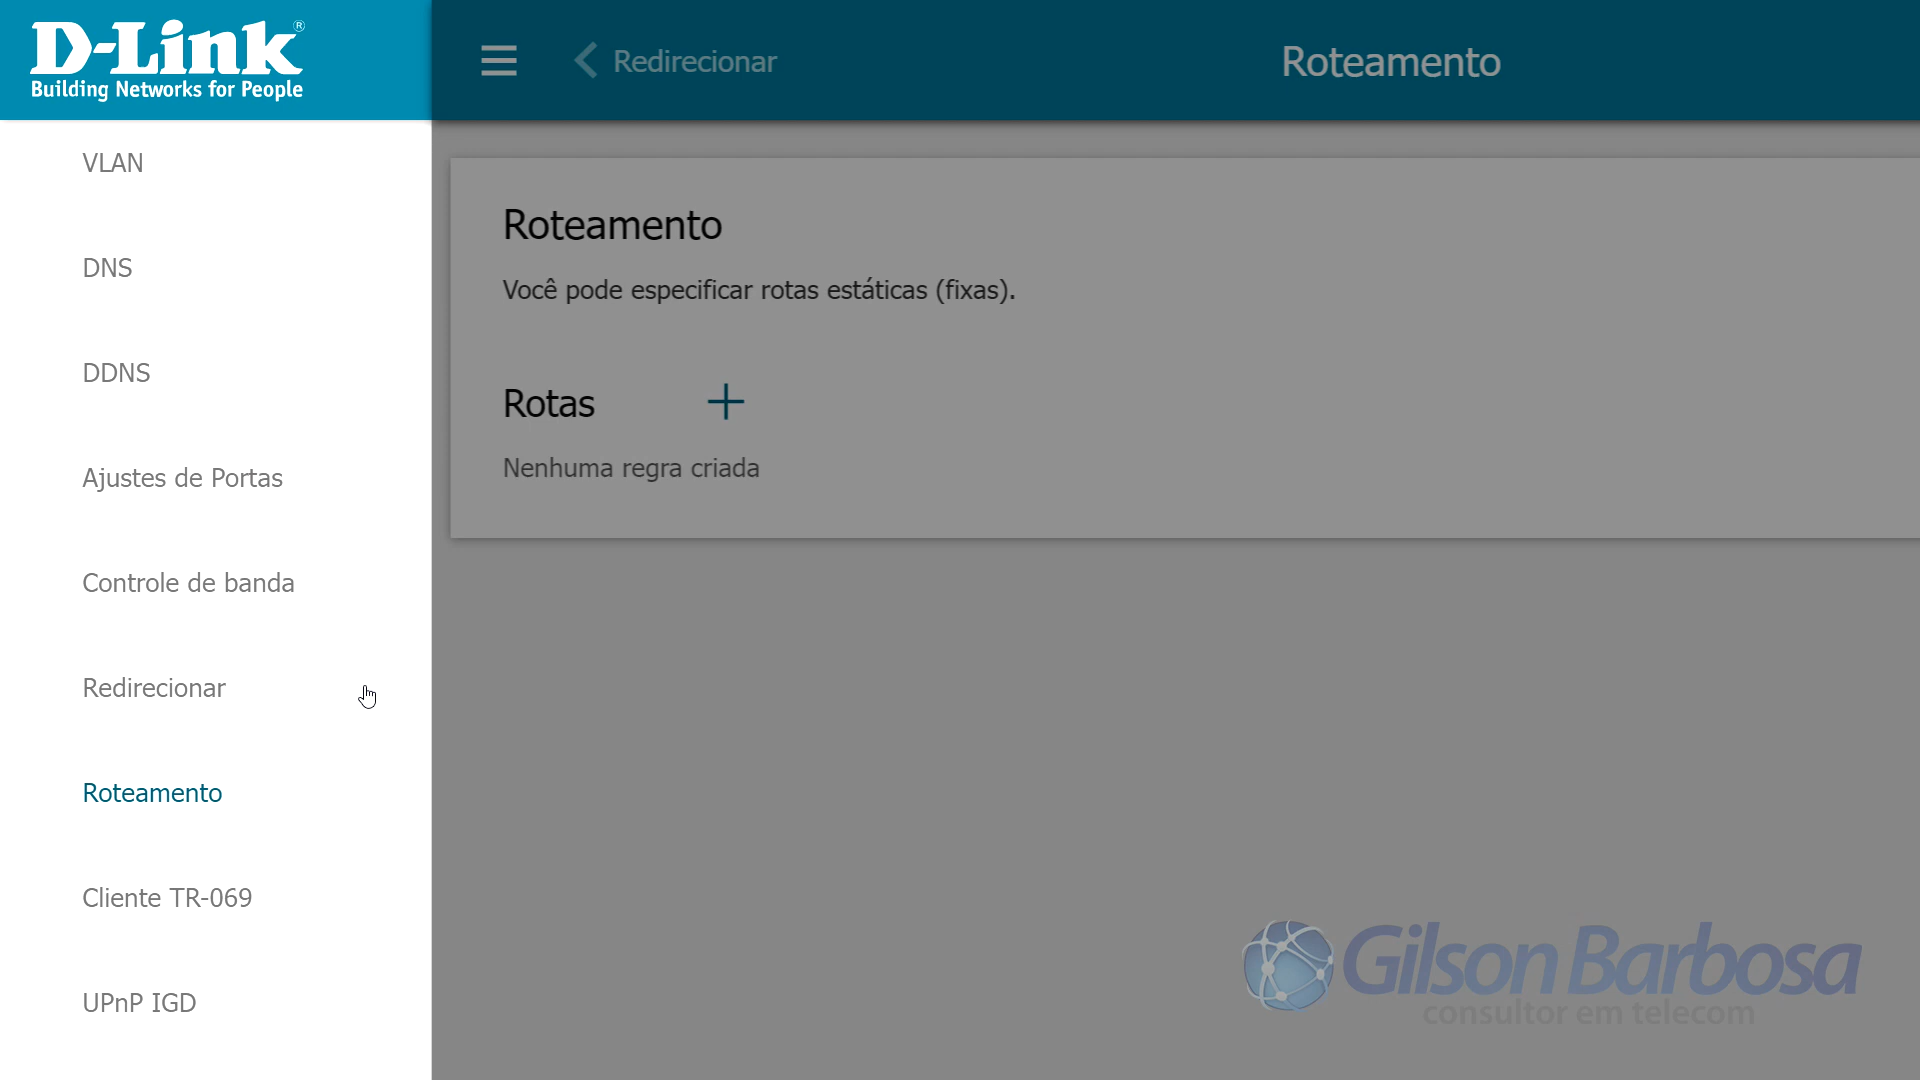 D-Link®
Building Networks for People
Redirecionar
Roteamento
VLAN
DNS
DDNS
Ajustes de Portas
Controle de banda
Redirecionar
Roteamento
Cliente TR-069
UPnP IGD
Roteamento
Você pode especificar rotas estáticas (fixas).
Rotas
Nenhuma regra criada
Gilson Barbosa
consultor em telecom